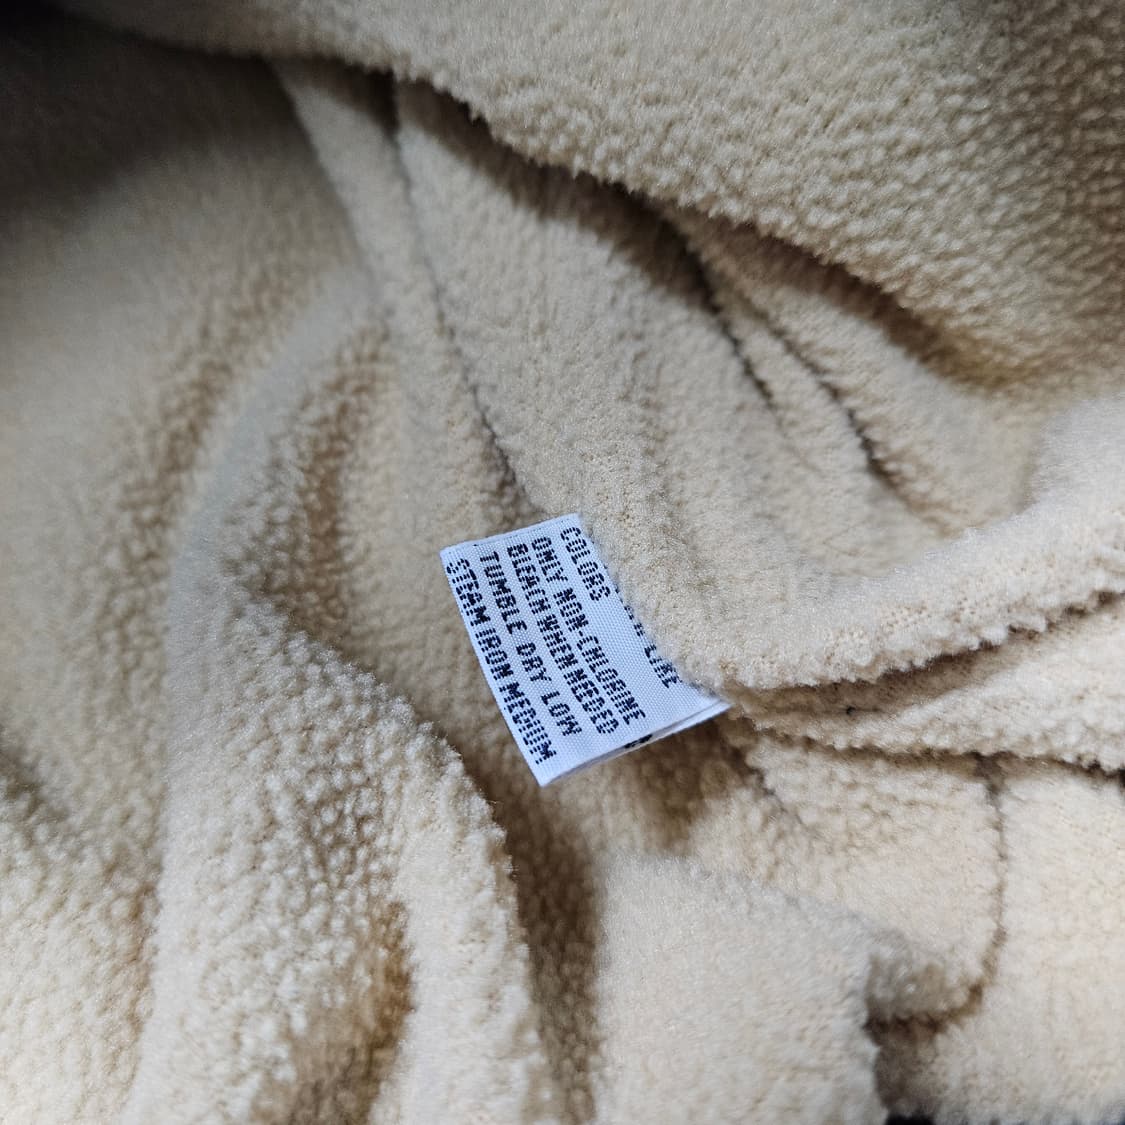 LIKE
COLORS
ONLY NON-CHLORINE
BLEACH WHEN NEEDED
TUMBLE DRY LOW
STEAM IRON MEDIUM